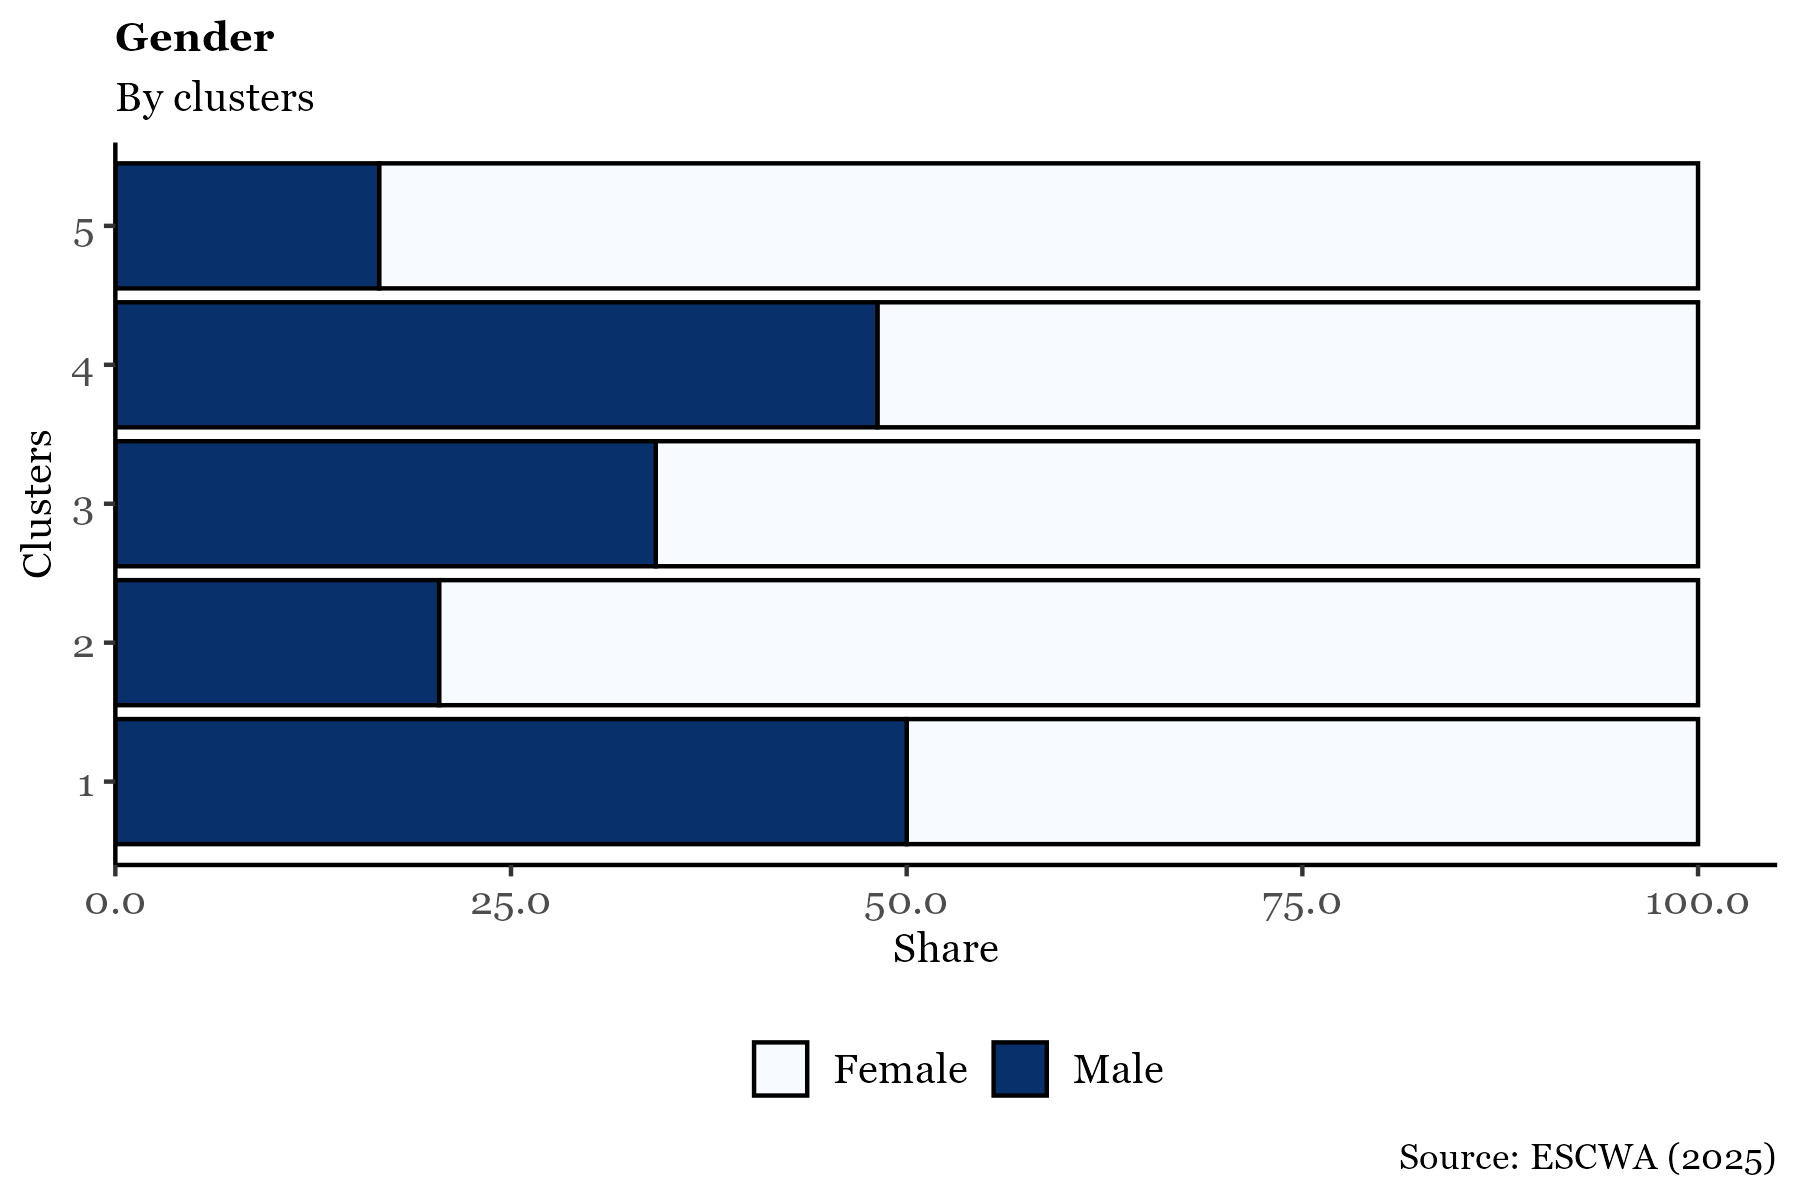 Gender
By clusters
Clusters
5
4
3
2
1
0.0 25.0 50.0 75.0 100.0
Share
Female Male
Source: ESCWA (2025)